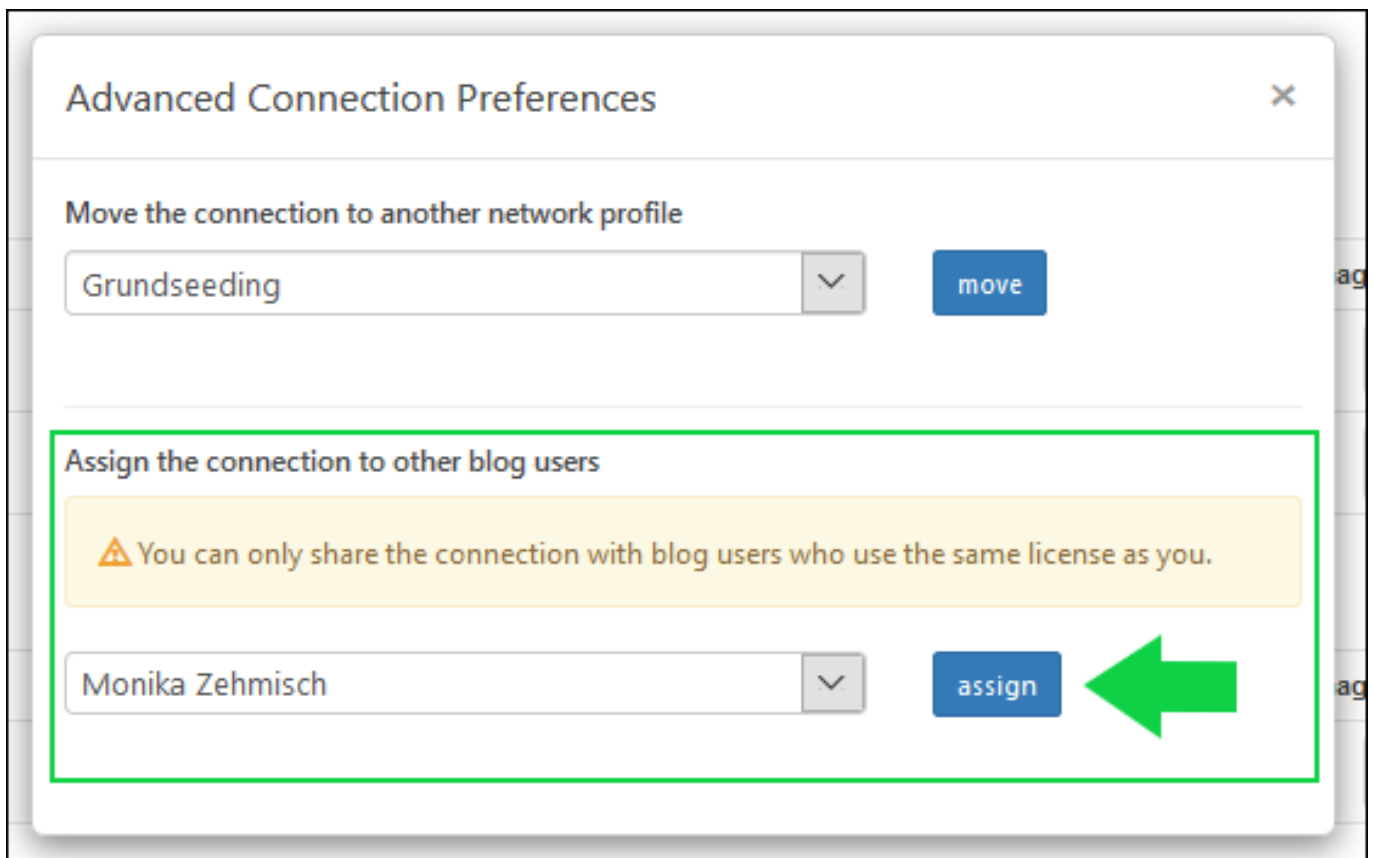 Advanced Connection Preferences
Move the connection to another network profile
Grundseeding
move
ag
Assign the connection to other blog users
You can only share the connection with blog users who use the same license as you.
Monika Zehmisch
assign
ag